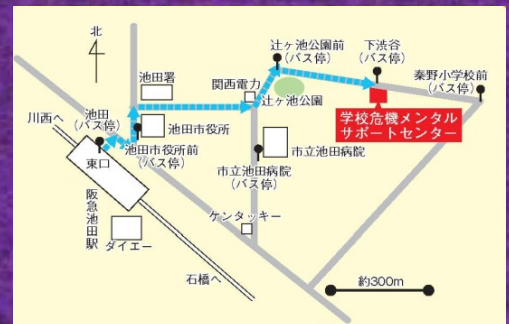 北
辻ヶ池公園前
(バス停)
下渋谷
(バス停)
秦野小学校前
(バス停)
池田署
関西電力
辻ヶ池公園
川西へ
池田
(バス停)
池田市役所
池田市役所前
(バス停)
学校危機メンタル
サポートセンター
東口
市立池田病院
市立池田病院
(バス停)
阪急池田駅
ダイエー
ケンタッキー
石橋へ
約300m